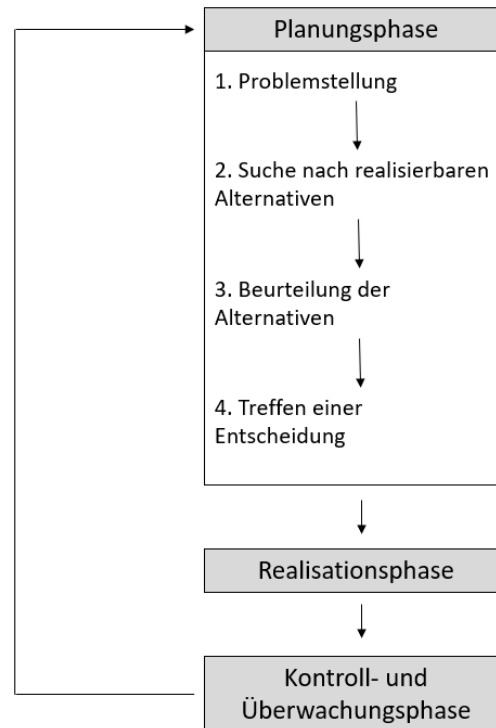 Planungsphase
1. Problemstellung
2. Suche nach realisierbaren
Alternativen
3. Beurteilung der
Alternativen
4. Treffen einer
Entscheidung
Realisationsphase
Kontroll- und
Überwachungsphase